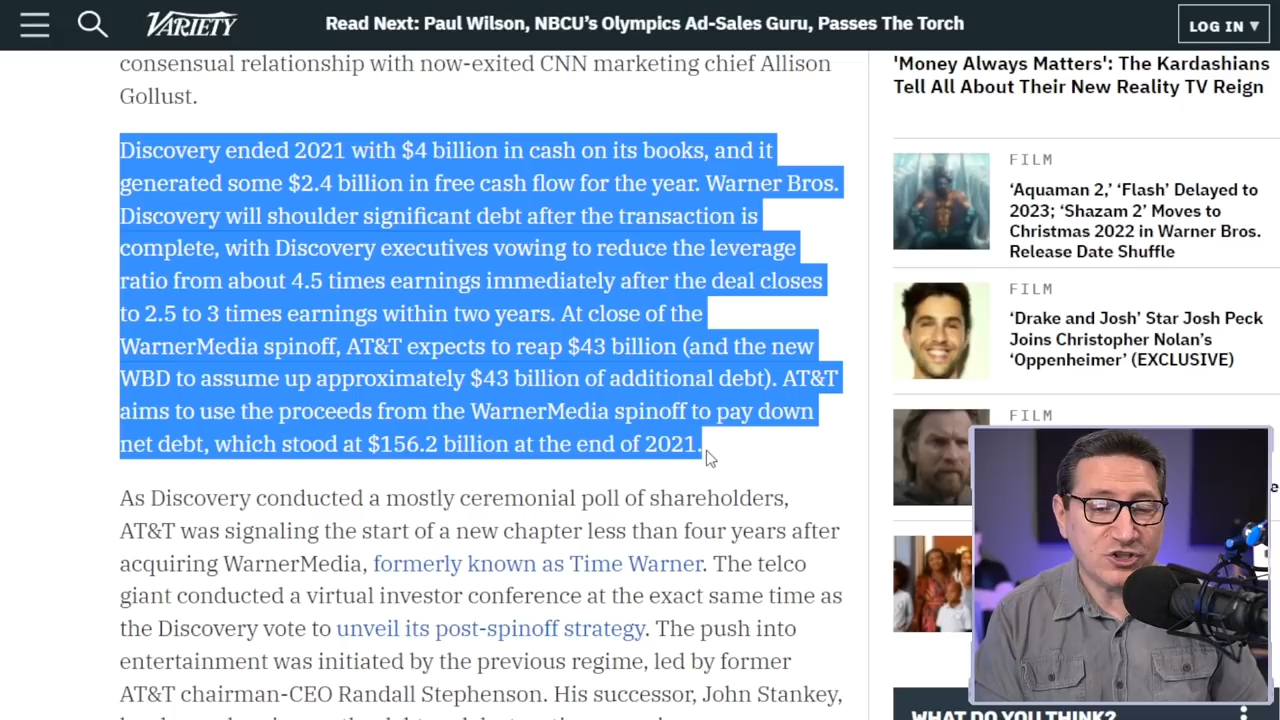 VARIETY
Read Next: Paul Wilson, NBCU's Olympics Ad-Sales Guru, Passes The Torch
LOG IN ▾
consensual relationship with now-exited CNN marketing chief Allison
Gollust.
Discovery ended 2021 with $4 billion in cash on its books, and it
generated some $2.4 billion in free cash flow for the year. Warner Bros.
Discovery will shoulder significant debt after the transaction is
complete, with Discovery executives vowing to reduce the leverage
ratio from about 4.5 times earnings immediately after the deal closes
to 2.5 to 3 times earnings within two years. At close of the
WarnerMedia spinoff, AT&T expects to reap $43 billion (and the new
WBD to assume up approximately $43 billion of additional debt). AT&T
aims to use the proceeds from the WarnerMedia spinoff to pay down
net debt, which stood at $156.2 billion at the end of 2021.
As Discovery conducted a mostly ceremonial poll of shareholders,
AT&T was signaling the start of a new chapter less than four years after
acquiring WarnerMedia, formerly known as Time Warner. The telco
giant conducted a virtual investor conference at the exact same time as
the Discovery vote to unveil its post-spinoff strategy. The push into
entertainment was initiated by the previous regime, led by former
AT&T chairman-CEO Randall Stephenson. His successor, John Stankey,
'Money Always Matters': The Kardashians
Tell All About Their New Reality TV Reign
FILM
‘Aquaman 2,’ ‘Flash’ Delayed to
2023; ‘Shazam 2’ Moves to
Christmas 2022 in Warner Bros.
Release Date Shuffle
FILM
‘Drake and Josh’ Star Josh Peck
Joins Christopher Nolan’s
‘Oppenheimer’ (EXCLUSIVE)
FILM
WHAT DO YOU THINK?